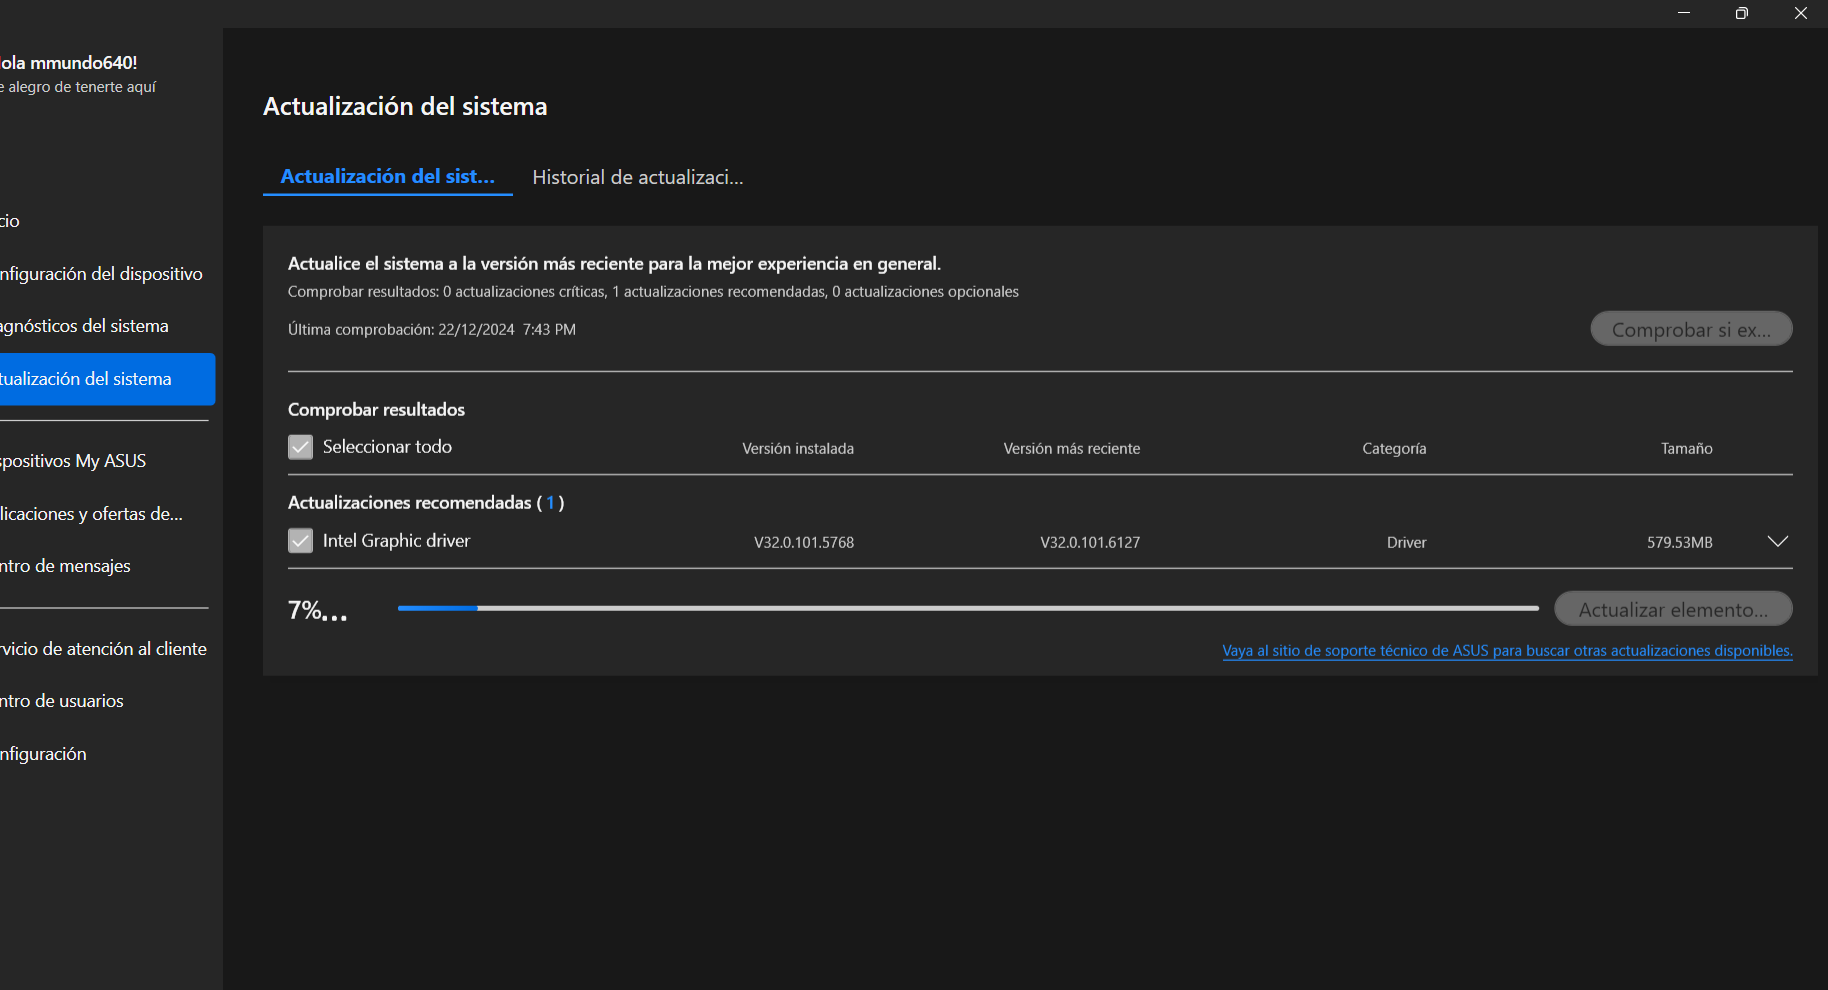 ola mmundo640!
e alegro de tenerte aquí
cio
nfiguración del dispositivo
agnósticos del sistema
tualización del sistema
spositivos My ASUS
licaciones y ofertas de...
ntro de mensajes
rvicio de atención al cliente
ntro de usuarios
nfiguración
Actualización del sistema
Actualización del sist...
Historial de actualizaci...
Actualice el sistema a la versión más reciente para la mejor experiencia en general.
Comprobar resultados: 0 actualizaciones críticas, 1 actualizaciones recomendadas, 0 actualizaciones opcionales
Última comprobación: 22/12/2024 7:43 PM
Comprobar si ex...
Comprobar resultados
Seleccionar todo Versión instalada Versión más reciente Categoría Tamaño
Actualizaciones recomendadas ( 1 )
Intel Graphic driver V32.0.101.5768 V32.0.101.6127 Driver 579.53MB
7%...
Actualizar elemento...
Vaya al sitio de soporte técnico de ASUS para buscar otras actualizaciones disponibles.